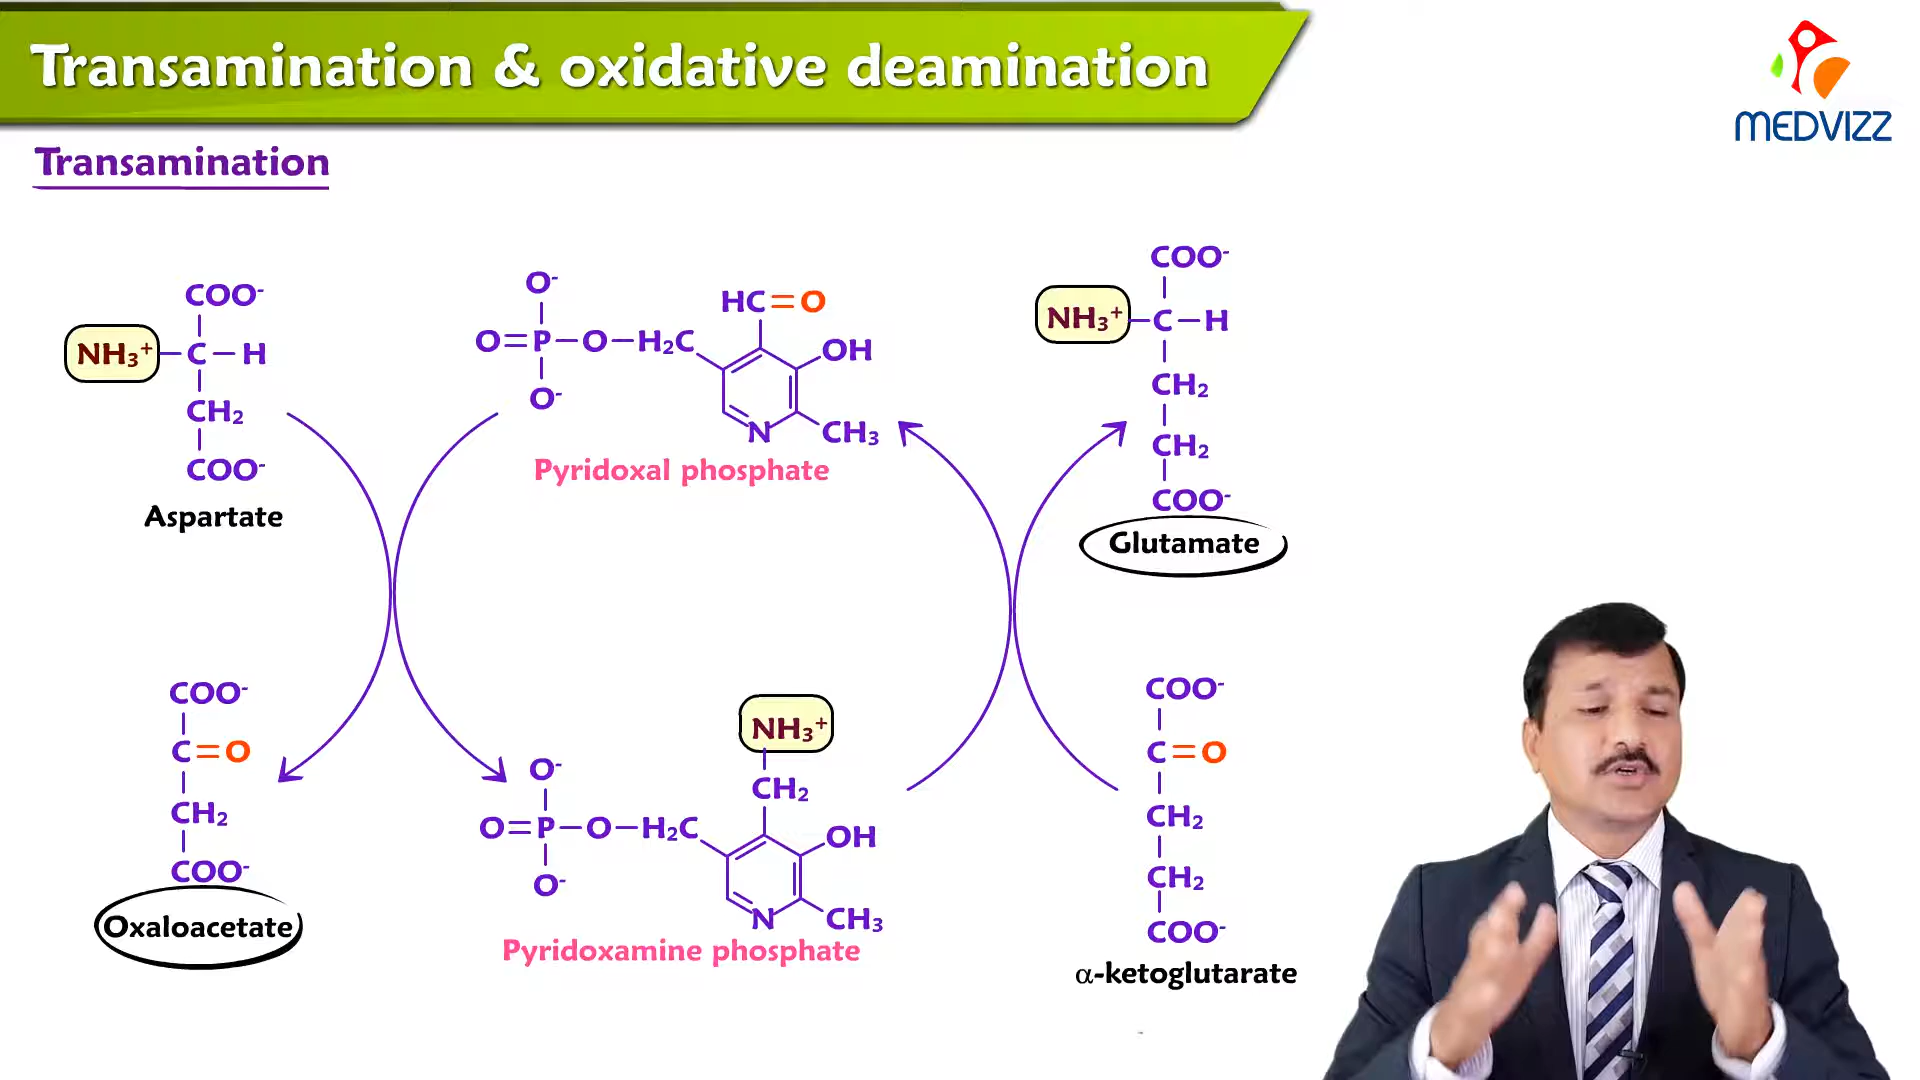 Transamination & oxidative deamination
MEDVIZZ
Transamination
COO-
NH3+ – C – H
CH2
COO-
Aspartate
O-
O=P–O–H2C
O-
HC=O
OH
N
CH3
Pyridoxal phosphate
COO-
NH3+ – C – H
CH2
CH2
COO-
Glutamate
COO-
C=O
CH2
COO-
Oxaloacetate
NH3+
CH2
O-
O=P–O–H2C
O-
OH
N
CH3
Pyridoxamine phosphate
COO-
C=O
CH2
CH2
COO-
α-ketoglutarate